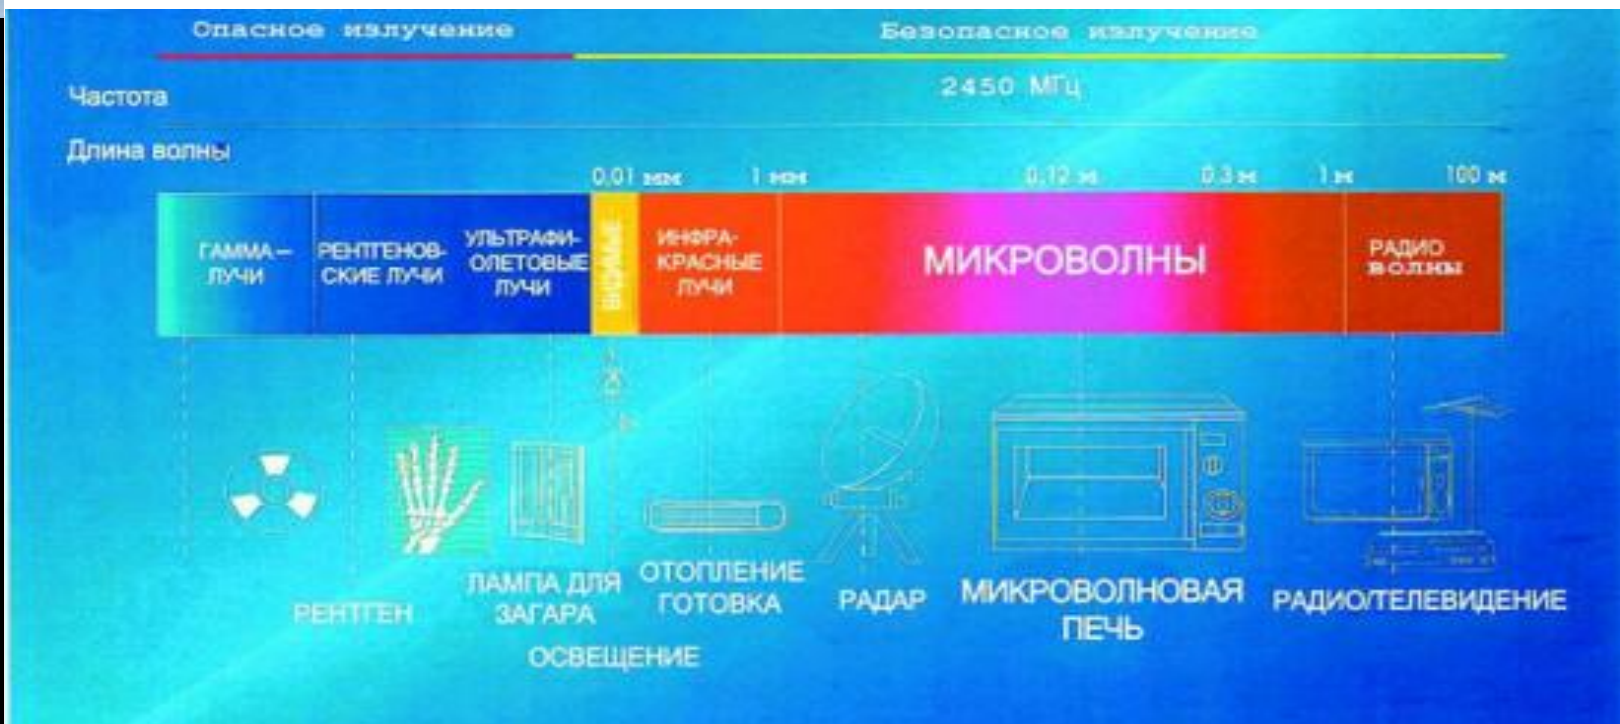 Опасное излучение
Безопасное излучение
Частота
2450 МГц
Длина волны
0,01 мм
1 мм
0,12 м
0,3 м
1 м
100 м
ГАММА–
ЛУЧИ
РЕНТГЕНОВ-
СКИЕ ЛУЧИ
УЛЬТРАФИ-
ОЛЕТОВЫЕ
ЛУЧИ
ВИДИМЫЕ
ИНФРА-
КРАСНЫЕ
ЛУЧИ
МИКРОВОЛНЫ
РАДИО
ВОЛНЫ
РЕНТГЕН
ЛАМПА ДЛЯ
ЗАГАРА
ОСВЕЩЕНИЕ
ОТОПЛЕНИЕ
ГОТОВКА
РАДАР
МИКРОВОЛНОВАЯ
ПЕЧЬ
РАДИО/ТЕЛЕВИДЕНИЕ